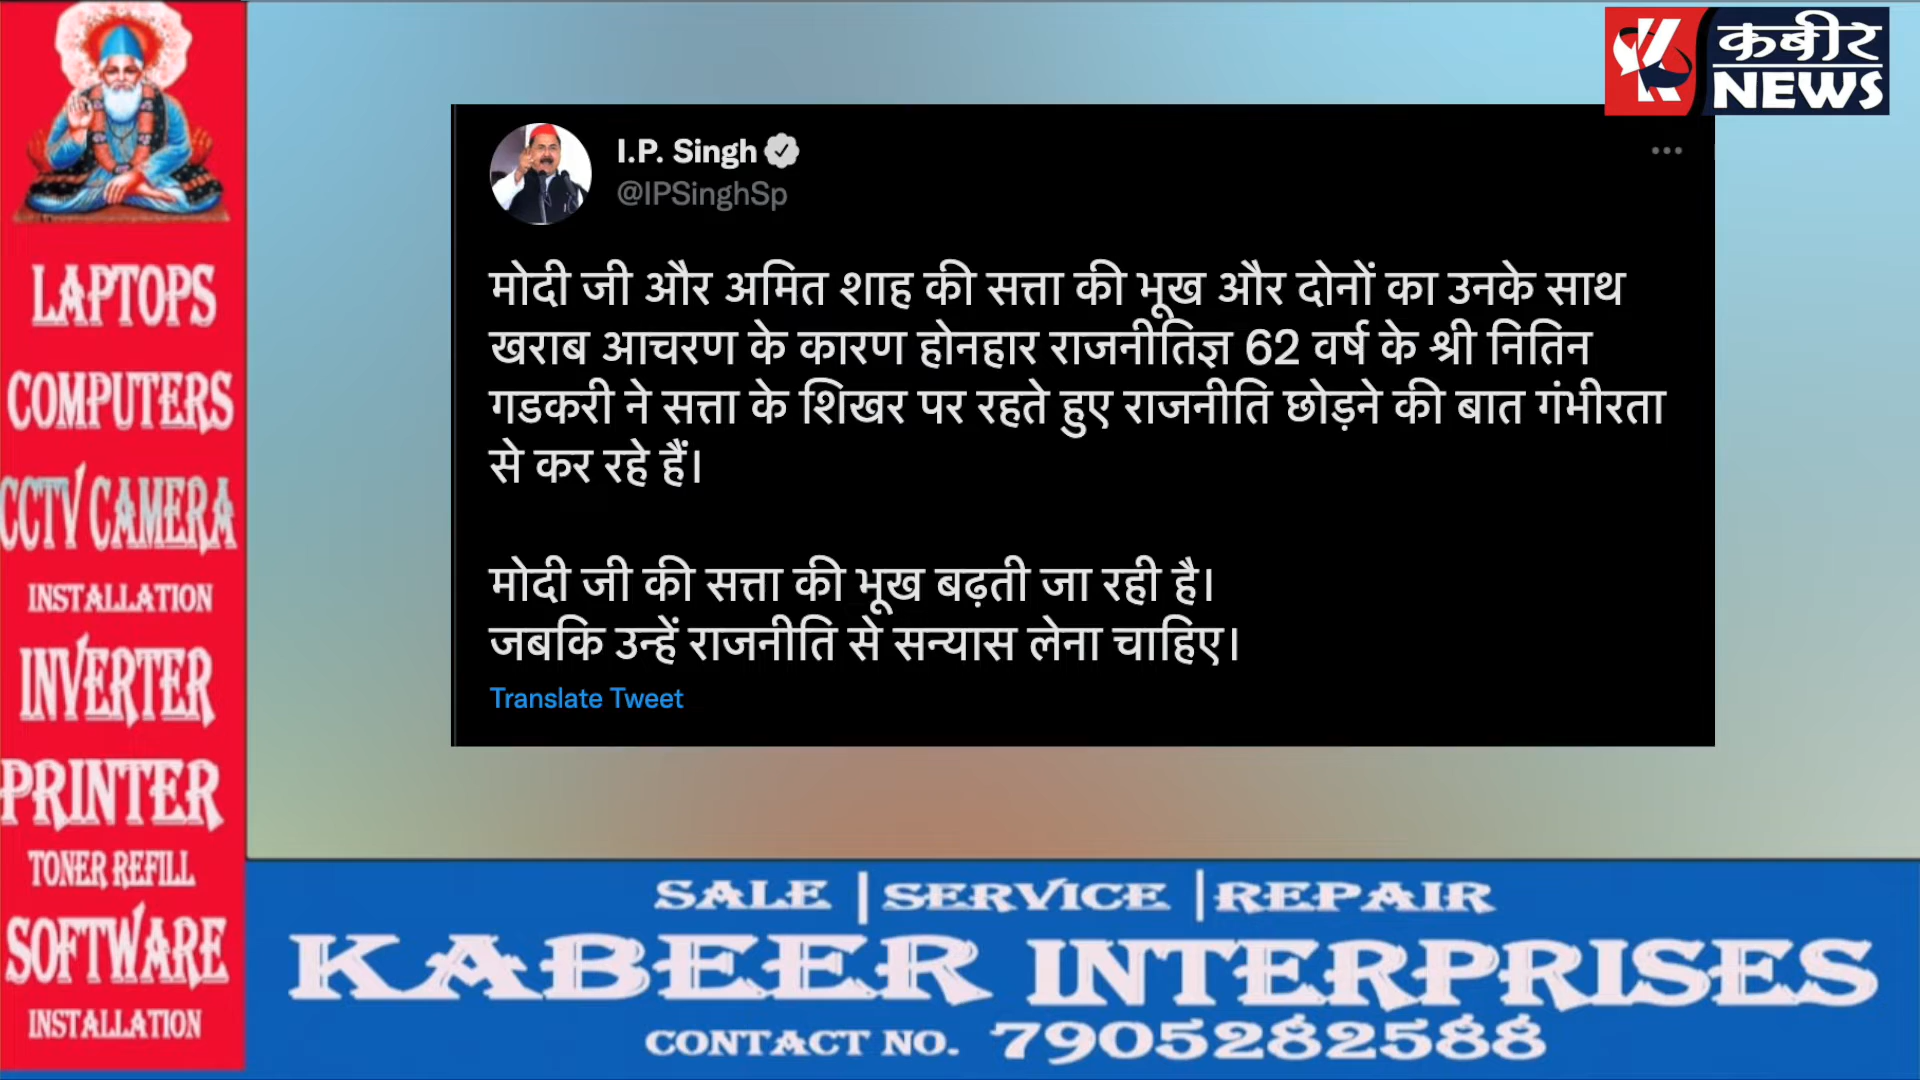 कबीर
NEWS
I.P. Singh
@IPSinghSp
मोदी जी और अमित शाह की सत्ता की भूख और दोनों का उनके साथ
खराब आचरण के कारण होनहार राजनीतिज्ञ 62 वर्ष के श्री नितिन
गडकरी ने सत्ता के शिखर पर रहते हुए राजनीति छोड़ने की बात गंभीरता
से कर रहे हैं।
मोदी जी की सत्ता की भूख बढ़ती जा रही है।
जबकि उन्हें राजनीति से सन्यास लेना चाहिए।
Translate Tweet
LAPTOPS
COMPUTERS
CCTV CAMERA
INSTALLATION
INVERTER
PRINTER
TONER REFILL
SOFTWARE
INSTALLATION
SALE | SERVICE | REPAIR
KABEER INTERPRISES
CONTACT NO. 7905282588